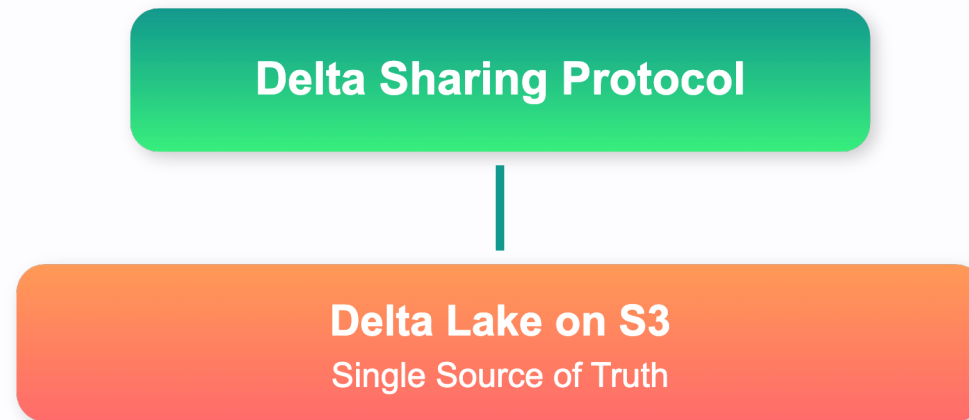 Delta Sharing Protocol
Delta Lake on S3
Single Source of Truth